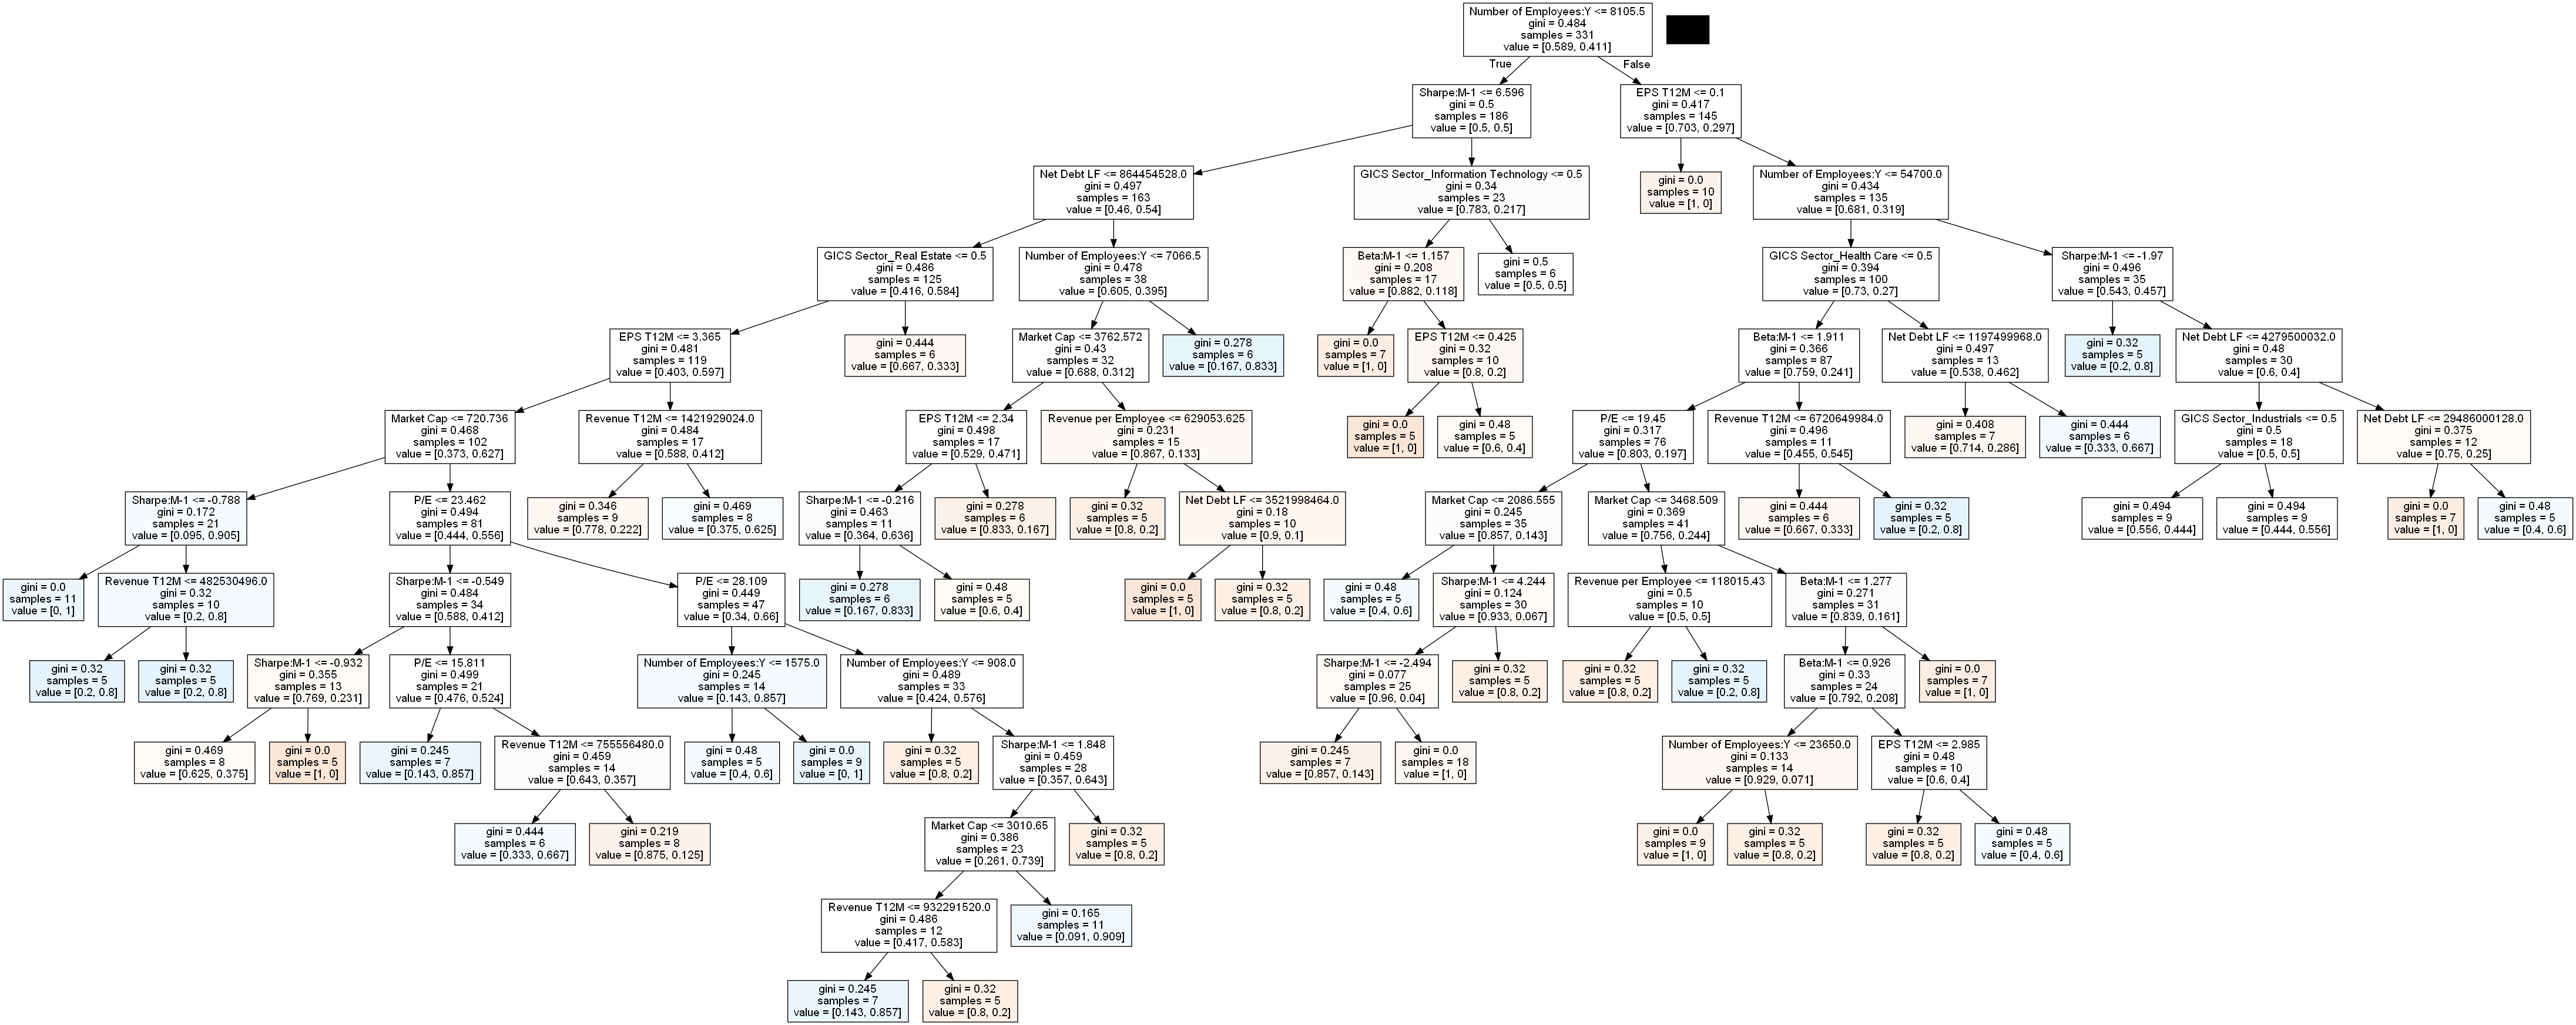 Number of Employees:Y <= 8105.5
gini = 0.484
samples = 331
value = [0.589, 0.411]
True
False
Sharpe:M-1 <= 6.596
gini = 0.5
samples = 186
value = [0.5, 0.5]
EPS T12M <= 0.1
gini = 0.417
samples = 145
value = [0.703, 0.297]
Net Debt LF <= 864454528.0
gini = 0.497
samples = 163
value = [0.46, 0.54]
GICS Sector_Information Technology <= 0.5
gini = 0.34
samples = 23
value = [0.783, 0.217]
gini = 0.0
samples = 10
value = [1, 0]
Number of Employees:Y <= 54700.0
gini = 0.434
samples = 135
value = [0.681, 0.319]
GICS Sector_Real Estate <= 0.5
gini = 0.486
samples = 125
value = [0.416, 0.584]
Number of Employees:Y <= 7066.5
gini = 0.478
samples = 38
value = [0.605, 0.395]
Beta:M-1 <= 1.157
gini = 0.208
samples = 17
value = [0.882, 0.118]
gini = 0.5
samples = 6
value = [0.5, 0.5]
GICS Sector_Health Care <= 0.5
gini = 0.394
samples = 100
value = [0.73, 0.27]
Sharpe:M-1 <= -1.97
gini = 0.496
samples = 35
value = [0.543, 0.457]
EPS T12M <= 3.365
gini = 0.481
samples = 119
value = [0.403, 0.597]
gini = 0.444
samples = 6
value = [0.667, 0.333]
Market Cap <= 3762.572
gini = 0.43
samples = 32
value = [0.688, 0.312]
gini = 0.278
samples = 6
value = [0.167, 0.833]
gini = 0.0
samples = 7
value = [1, 0]
EPS T12M <= 0.425
gini = 0.32
samples = 10
value = [0.8, 0.2]
Beta:M-1 <= 1.911
gini = 0.366
samples = 87
value = [0.759, 0.241]
Net Debt LF <= 1197499968.0
gini = 0.497
samples = 13
value = [0.538, 0.462]
gini = 0.32
samples = 5
value = [0.2, 0.8]
Net Debt LF <= 4279500032.0
gini = 0.48
samples = 30
value = [0.6, 0.4]
Market Cap <= 720.736
gini = 0.468
samples = 102
value = [0.373, 0.627]
Revenue T12M <= 1421929024.0
gini = 0.484
samples = 17
value = [0.588, 0.412]
EPS T12M <= 2.34
gini = 0.498
samples = 17
value = [0.529, 0.471]
Revenue per Employee <= 629053.625
gini = 0.231
samples = 15
value = [0.867, 0.133]
gini = 0.0
samples = 5
value = [1, 0]
gini = 0.48
samples = 5
value = [0.6, 0.4]
P/E <= 19.45
gini = 0.317
samples = 76
value = [0.803, 0.197]
Revenue T12M <= 6720649984.0
gini = 0.496
samples = 11
value = [0.455, 0.545]
gini = 0.408
samples = 7
value = [0.714, 0.286]
gini = 0.444
samples = 6
value = [0.333, 0.667]
GICS Sector_Industrials <= 0.5
gini = 0.5
samples = 18
value = [0.5, 0.5]
Net Debt LF <= 29486000128.0
gini = 0.375
samples = 12
value = [0.75, 0.25]
Sharpe:M-1 <= -0.788
gini = 0.172
samples = 21
value = [0.095, 0.905]
P/E <= 23.462
gini = 0.494
samples = 81
value = [0.444, 0.556]
gini = 0.346
samples = 9
value = [0.778, 0.222]
gini = 0.469
samples = 8
value = [0.375, 0.625]
Sharpe:M-1 <= -0.216
gini = 0.463
samples = 11
value = [0.364, 0.636]
gini = 0.278
samples = 6
value = [0.833, 0.167]
gini = 0.32
samples = 5
value = [0.8, 0.2]
Net Debt LF <= 3521998464.0
gini = 0.18
samples = 10
value = [0.9, 0.1]
Market Cap <= 2086.555
gini = 0.245
samples = 35
value = [0.857, 0.143]
Market Cap <= 3468.509
gini = 0.369
samples = 41
value = [0.756, 0.244]
gini = 0.444
samples = 6
value = [0.667, 0.333]
gini = 0.32
samples = 5
value = [0.2, 0.8]
gini = 0.494
samples = 9
value = [0.556, 0.444]
gini = 0.494
samples = 9
value = [0.444, 0.556]
gini = 0.0
samples = 7
value = [1, 0]
gini = 0.48
samples = 5
value = [0.4, 0.6]
gini = 0.0
samples = 11
value = [0, 1]
Revenue T12M <= 482530496.0
gini = 0.32
samples = 10
value = [0.2, 0.8]
Sharpe:M-1 <= -0.549
gini = 0.484
samples = 34
value = [0.588, 0.412]
P/E <= 28.109
gini = 0.449
samples = 47
value = [0.34, 0.66]
gini = 0.278
samples = 6
value = [0.167, 0.833]
gini = 0.48
samples = 5
value = [0.6, 0.4]
gini = 0.0
samples = 5
value = [1, 0]
gini = 0.32
samples = 5
value = [0.8, 0.2]
gini = 0.48
samples = 5
value = [0.4, 0.6]
Sharpe:M-1 <= 4.244
gini = 0.124
samples = 30
value = [0.933, 0.067]
Revenue per Employee <= 118015.43
gini = 0.5
samples = 10
value = [0.5, 0.5]
Beta:M-1 <= 1.277
gini = 0.271
samples = 31
value = [0.839, 0.161]
gini = 0.32
samples = 5
value = [0.2, 0.8]
gini = 0.32
samples = 5
value = [0.2, 0.8]
Sharpe:M-1 <= -0.932
gini = 0.355
samples = 13
value = [0.769, 0.231]
P/E <= 15.811
gini = 0.499
samples = 21
value = [0.476, 0.524]
Number of Employees:Y <= 1575.0
gini = 0.245
samples = 14
value = [0.143, 0.857]
Number of Employees:Y <= 908.0
gini = 0.489
samples = 33
value = [0.424, 0.576]
Sharpe:M-1 <= -2.494
gini = 0.077
samples = 25
value = [0.96, 0.04]
gini = 0.32
samples = 5
value = [0.8, 0.2]
gini = 0.32
samples = 5
value = [0.8, 0.2]
gini = 0.32
samples = 5
value = [0.2, 0.8]
Beta:M-1 <= 0.926
gini = 0.33
samples = 24
value = [0.792, 0.208]
gini = 0.0
samples = 7
value = [1, 0]
gini = 0.469
samples = 8
value = [0.625, 0.375]
gini = 0.0
samples = 5
value = [1, 0]
gini = 0.245
samples = 7
value = [0.143, 0.857]
Revenue T12M <= 755556480.0
gini = 0.459
samples = 14
value = [0.643, 0.357]
gini = 0.48
samples = 5
value = [0.4, 0.6]
gini = 0.0
samples = 9
value = [0, 1]
gini = 0.32
samples = 5
value = [0.8, 0.2]
Sharpe:M-1 <= 1.848
gini = 0.459
samples = 28
value = [0.357, 0.643]
gini = 0.245
samples = 7
value = [0.857, 0.143]
gini = 0.0
samples = 18
value = [1, 0]
Number of Employees:Y <= 23650.0
gini = 0.133
samples = 14
value = [0.929, 0.071]
EPS T12M <= 2.985
gini = 0.48
samples = 10
value = [0.6, 0.4]
gini = 0.444
samples = 6
value = [0.333, 0.667]
gini = 0.219
samples = 8
value = [0.875, 0.125]
Market Cap <= 3010.65
gini = 0.386
samples = 23
value = [0.261, 0.739]
gini = 0.32
samples = 5
value = [0.8, 0.2]
gini = 0.0
samples = 9
value = [1, 0]
gini = 0.32
samples = 5
value = [0.8, 0.2]
gini = 0.32
samples = 5
value = [0.8, 0.2]
gini = 0.48
samples = 5
value = [0.4, 0.6]
Revenue T12M <= 932291520.0
gini = 0.486
samples = 12
value = [0.417, 0.583]
gini = 0.165
samples = 11
value = [0.091, 0.909]
gini = 0.245
samples = 7
value = [0.143, 0.857]
gini = 0.32
samples = 5
value = [0.8, 0.2]